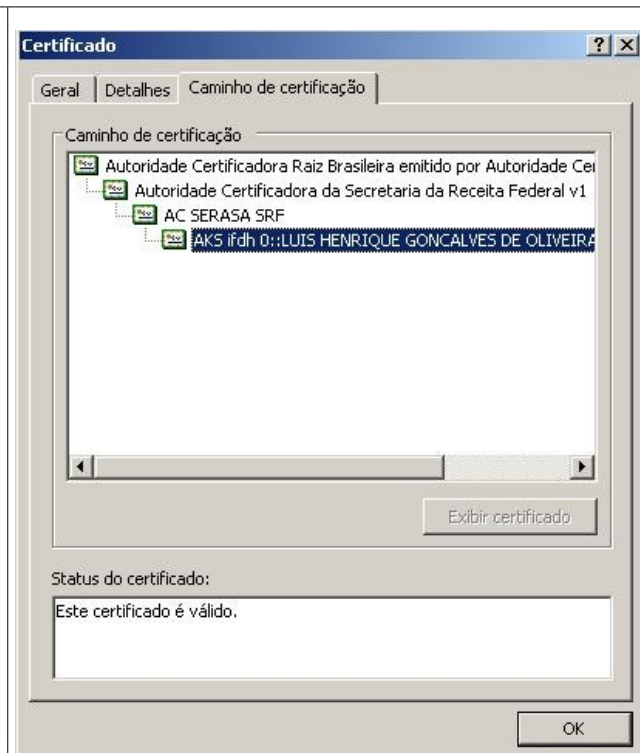 Certificado
Geral Detalhes Caminho de certificação
Caminho de certificação
Autoridade Certificadora Raiz Brasileira emitido por Autoridade
Autoridade Certificadora da Secretaria da Receita Federal v1
AC SERASA SRF
AKS ifdh 0::LUIS HENRIQUE GONCALVES DE OLIVEIRA
Exibir certificado
Status do certificado:
Este certificado é válido.
OK